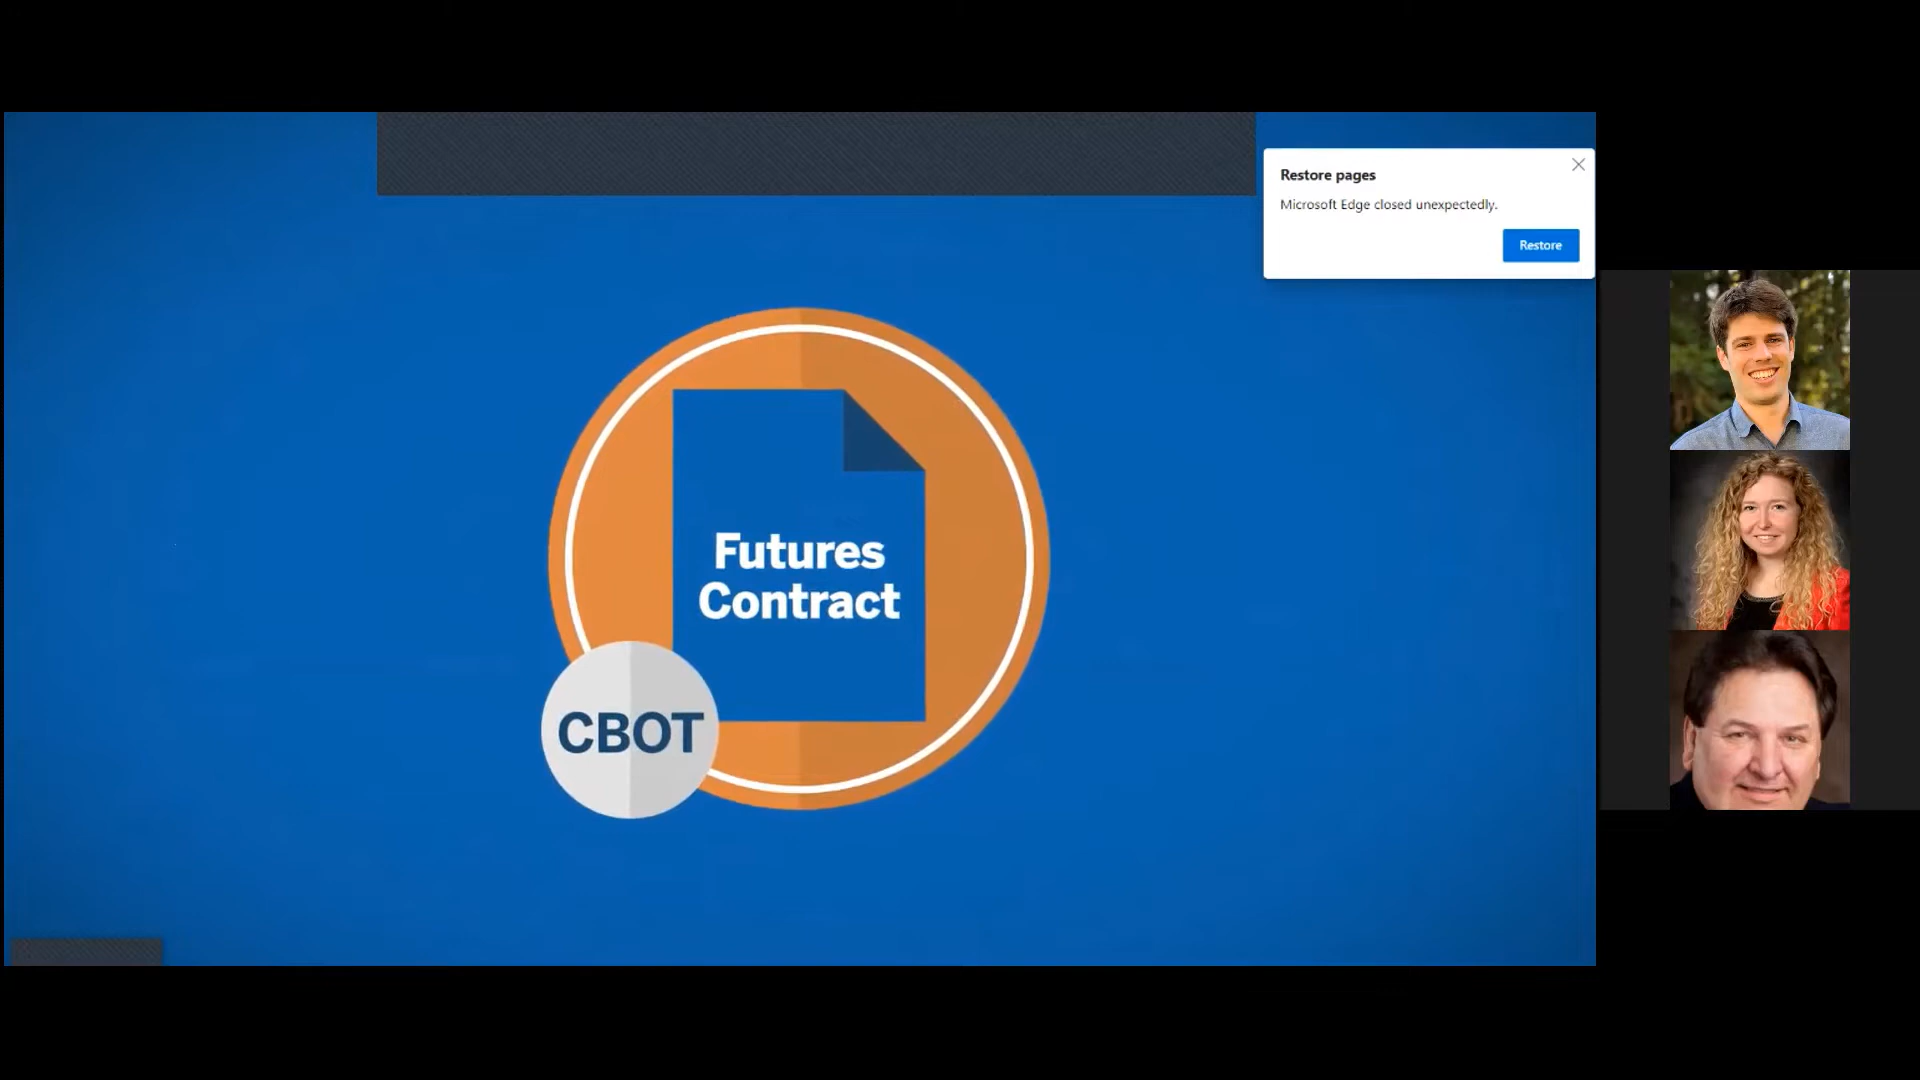 Restore pages
Microsoft Edge closed unexpectedly.
Restore
Futures
Contract
CBOT